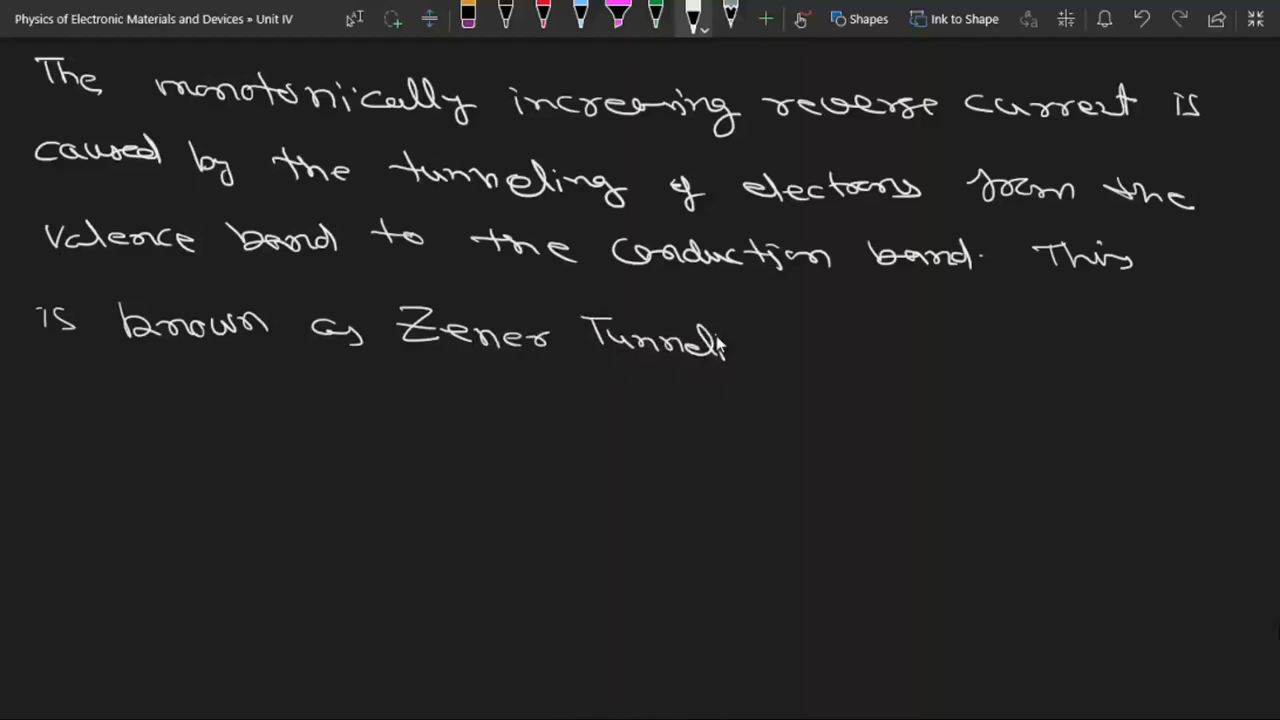 Physics of Electronic Materials and Devices » Unit IV
Shapes
Ink to Shape
The monotonically increasing reverse current is
caused by the tunneling of electrons from the
valence band to the conduction band. This
is known as Zener Tunneli